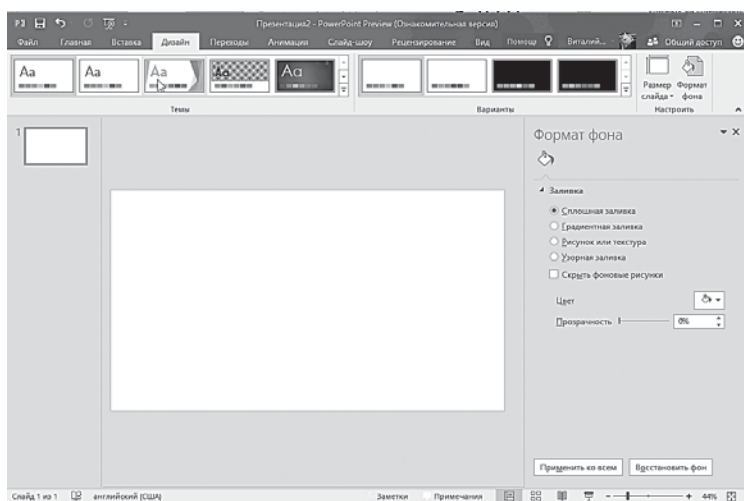 Презентация2 - PowerPoint Preview (Ознакомительная версия)
Файл Главная Вставка Дизайн Переходы Анимация Слайд-шоу Рецензирование Вид Помощ Виталий... Общий доступ
Aa Aa Aa Aa Aa
Размер слайда Формат фона
Темы Варианты Настроить
1
Формат фона
Заливка
Сплошная заливка
Градиентная заливка
Рисунок или текстура
Узорная заливка
Скрыть фоновые рисунки
Цвет
Прозрачность 0%
Применить ко всем Восстановить фон
Слайд 1 из 1 английский (США) Заметки Примечания 44%